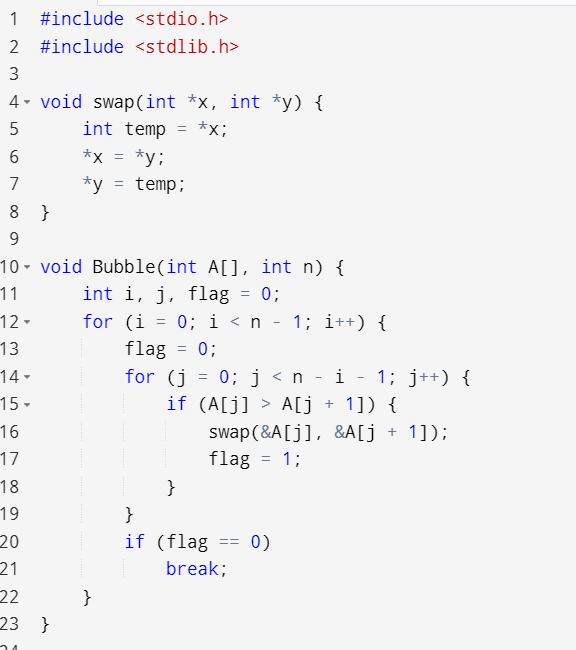 1 #include <stdio.h>
2 #include <stdlib.h>
3
4 void swap(int *x, int *y) {
5     int temp = *x;
6     *x = *y;
7     *y = temp;
8 }
9
10 void Bubble(int A[], int n) {
11     int i, j, flag = 0;
12     for (i = 0; i < n - 1; i++) {
13         flag = 0;
14         for (j = 0; j < n - i - 1; j++) {
15             if (A[j] > A[j + 1]) {
16                 swap(&A[j], &A[j + 1]);
17                 flag = 1;
18             }
19         }
20         if (flag == 0)
21             break;
22     }
23 }